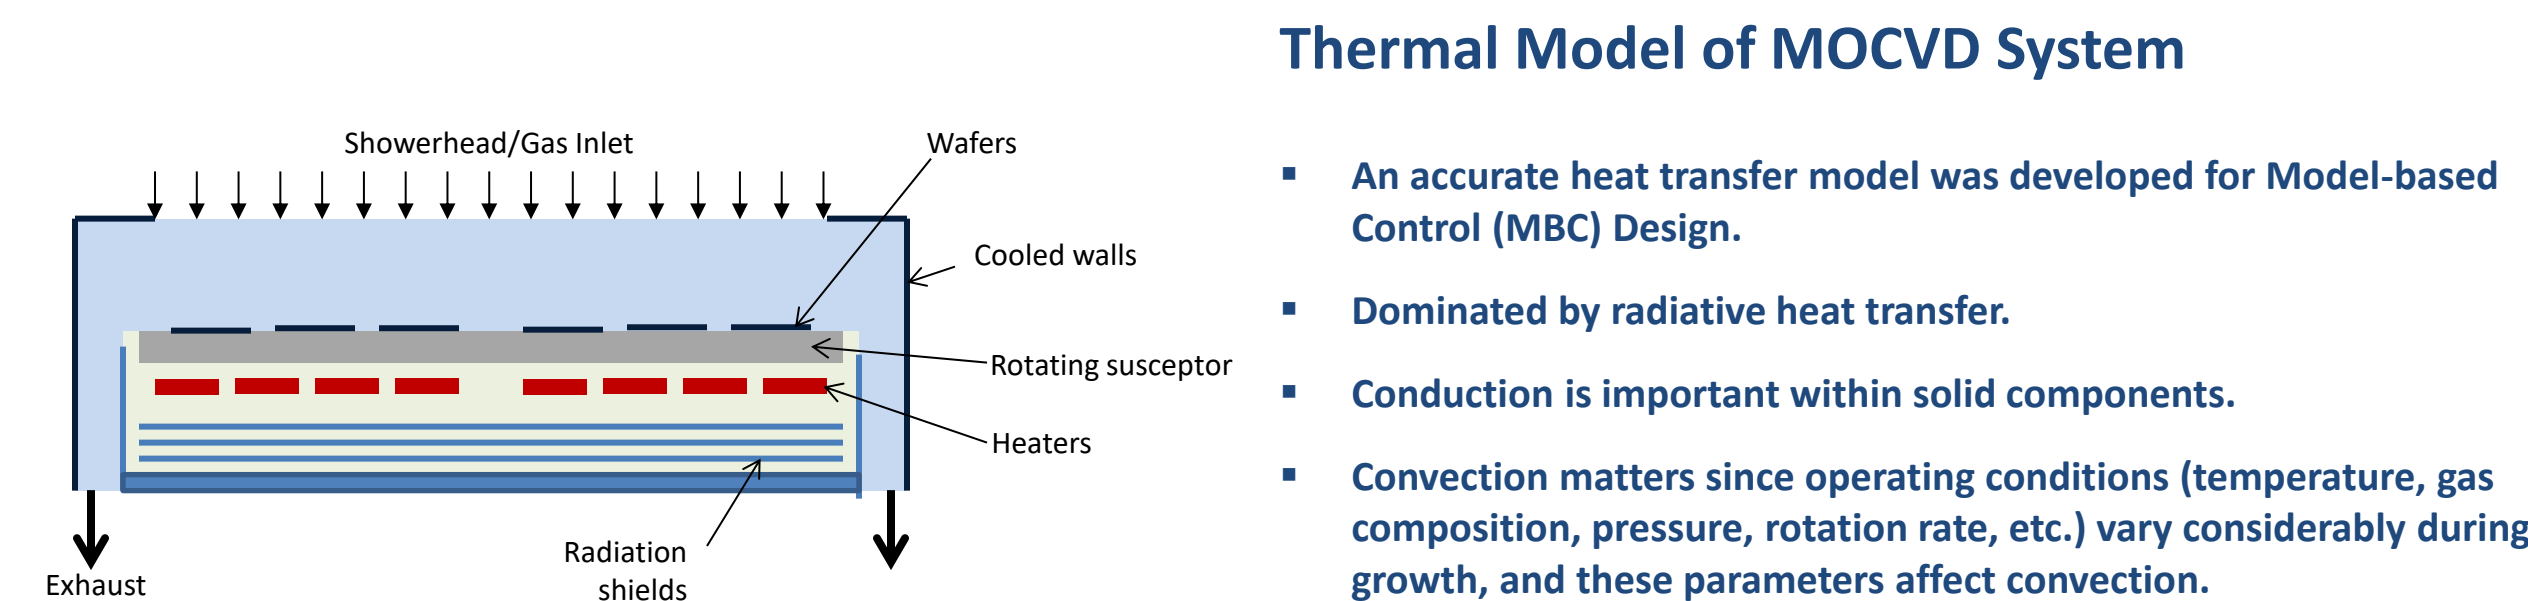 Thermal Model of MOCVD System
Showerhead/Gas Inlet
Wafers
Cooled walls
Rotating susceptor
Heaters
Radiation
shields
Exhaust
▪ An accurate heat transfer model was developed for Model-based
Control (MBC) Design.
▪ Dominated by radiative heat transfer.
▪ Conduction is important within solid components.
▪ Convection matters since operating conditions (temperature, gas
composition, pressure, rotation rate, etc.) vary considerably during
growth, and these parameters affect convection.